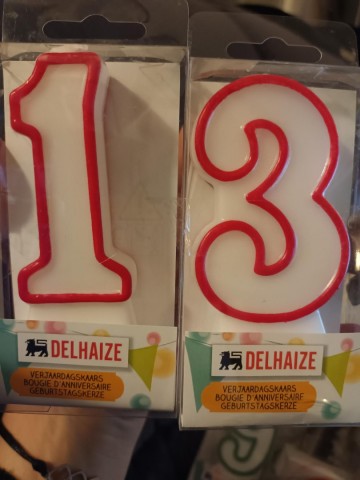 1 3
DELHAIZE
VERJAARDAGSKAARS
BOUGIE D'ANNIVERSAIRE
GEBURTSTAGSKERZE
DELHAIZE
VERJAARDAGSKAARS
BOUGIE D'ANNIVERSAIRE
GEBURTSTAGSKERZE